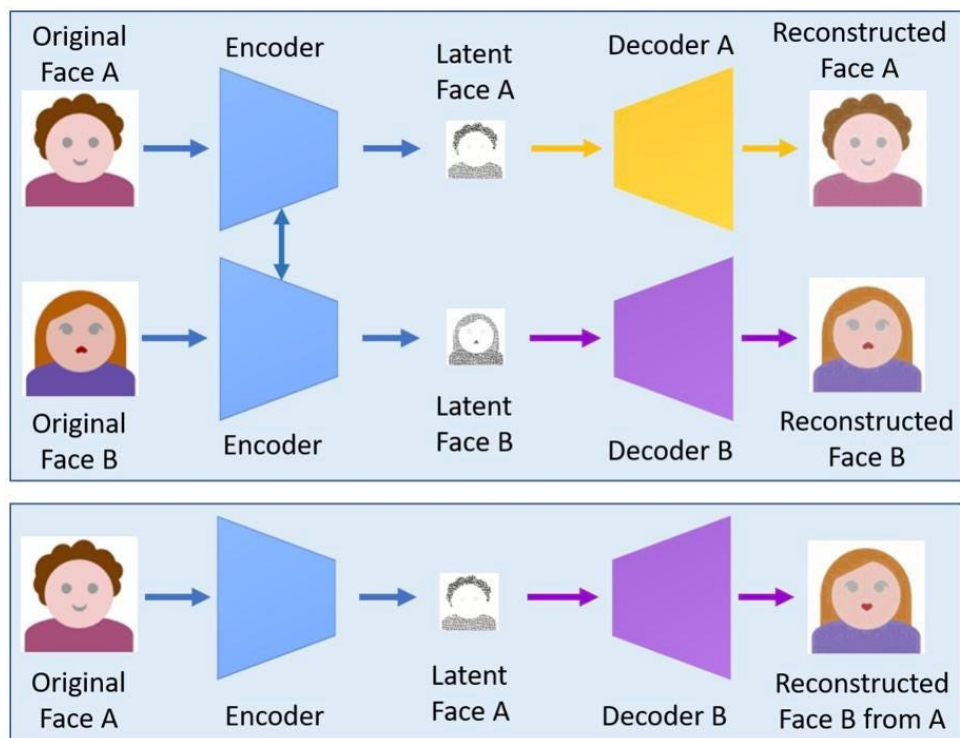 Original
Face A
Encoder
Latent
Face A
Decoder A
Reconstructed
Face A
Original
Face B
Encoder
Latent
Face B
Decoder B
Reconstructed
Face B
Original
Face A
Encoder
Latent
Face A
Decoder B
Reconstructed
Face B from A